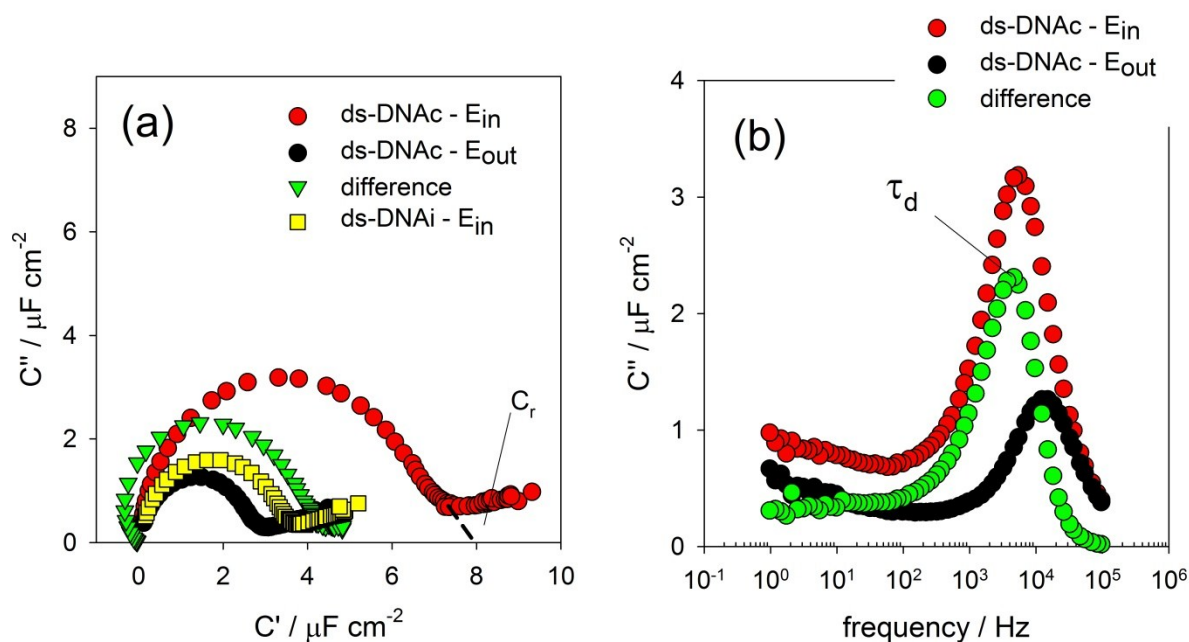 (a)
ds-DNAc - Ein
ds-DNAc - Eout
difference
ds-DNAi - Ein
Cr
8
6
4
2
0
0 2 4 6 8 10
C'' / μF cm-2
C' / μF cm-2
ds-DNAc - Ein
ds-DNAc - Eout
difference
(b)
τd
4
3
2
1
0
10-1 100 101 102 103 104 105 106
C'' / μF cm-2
frequency / Hz